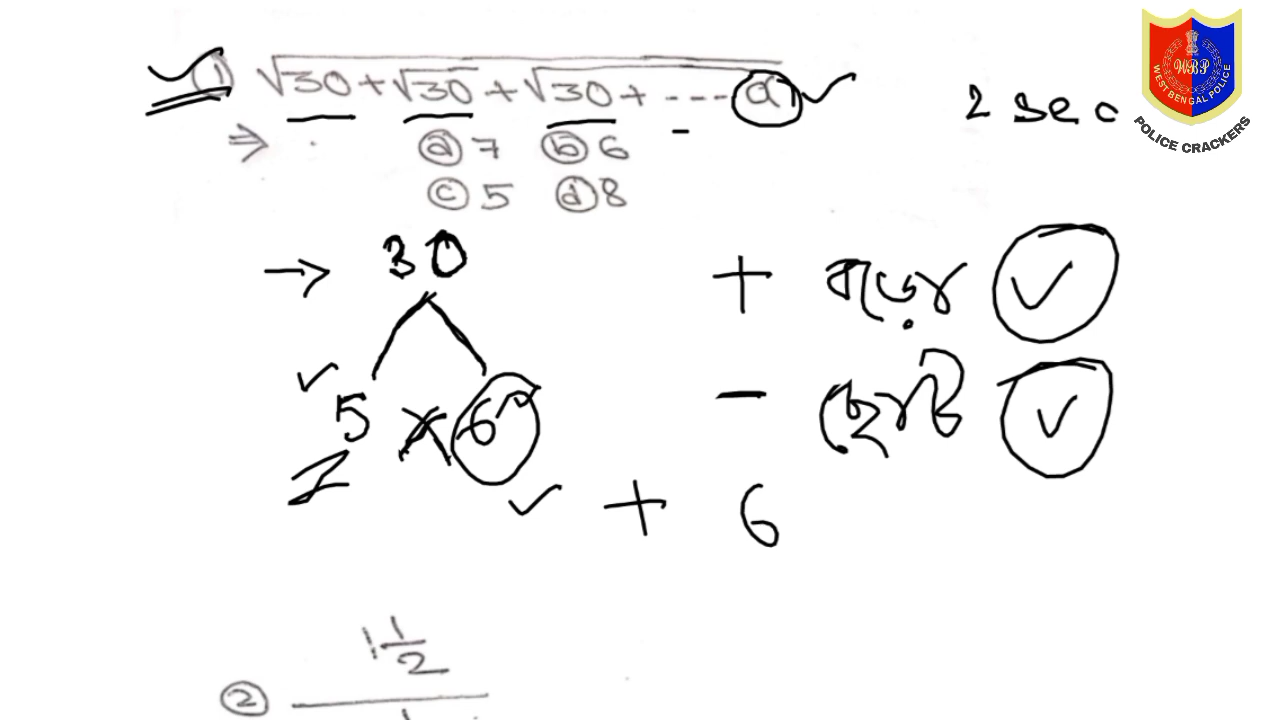 ① √30 + √30 + √30 + ---- α
2 sec
⇒ ⓐ 7 ⓑ 6
ⓒ 5 ⓓ 8
→ 30
5 × 6
+ 6
+ বড়ো
- ছোট
② 1 1/2
1
WBP
WEST BENGAL POLICE
POLICE CRACKERS